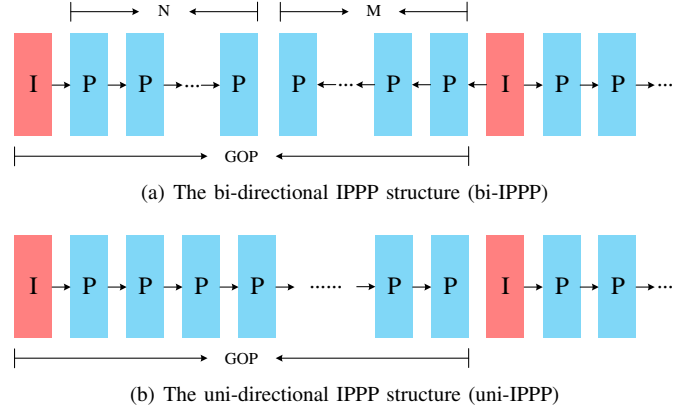 N M
I P P ... P P ... P P I P P ...
GOP
(a) The bi-directional IPPP structure (bi-IPPP)
I P P P P ...... P P I P P ...
GOP
(b) The uni-directional IPPP structure (uni-IPPP)